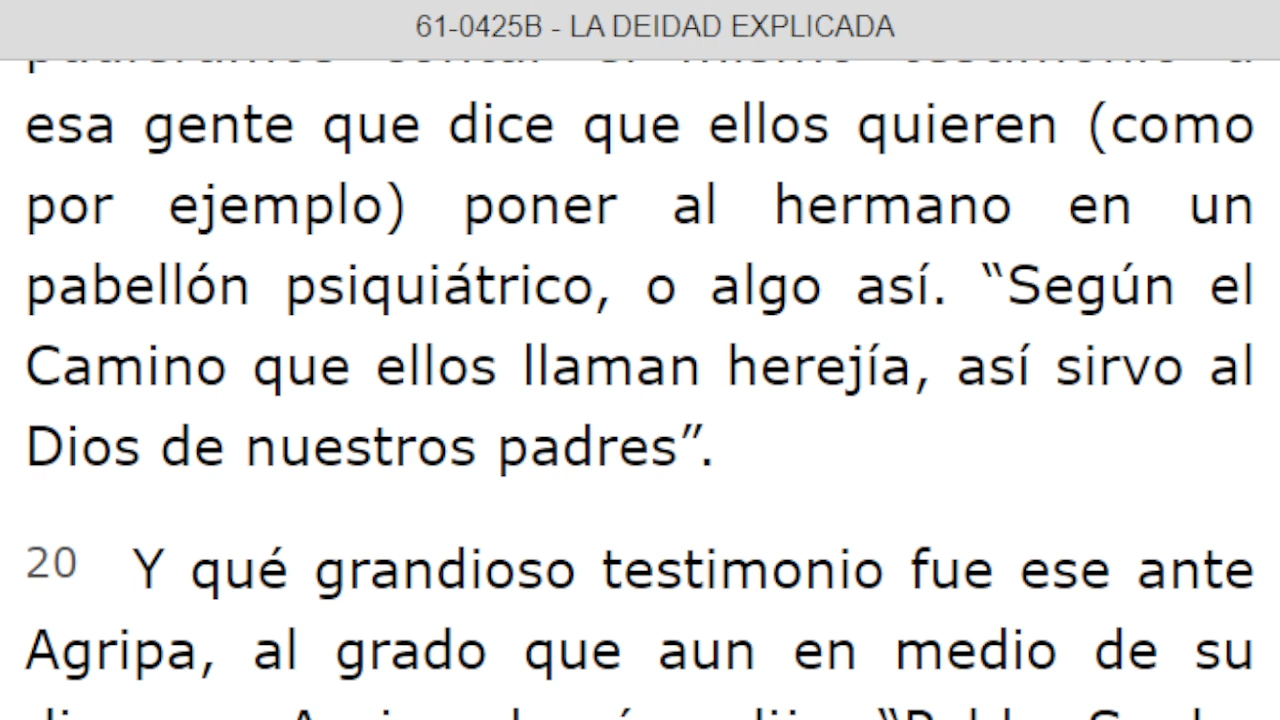 61-0425B - LA DEIDAD EXPLICADA
esa gente que dice que ellos quieren (como
por ejemplo) poner al hermano en un
pabellón psiquiátrico, o algo así. “Según el
Camino que ellos llaman herejía, así sirvo al
Dios de nuestros padres”.
20 Y qué grandioso testimonio fue ese ante
Agripa, al grado que aun en medio de su